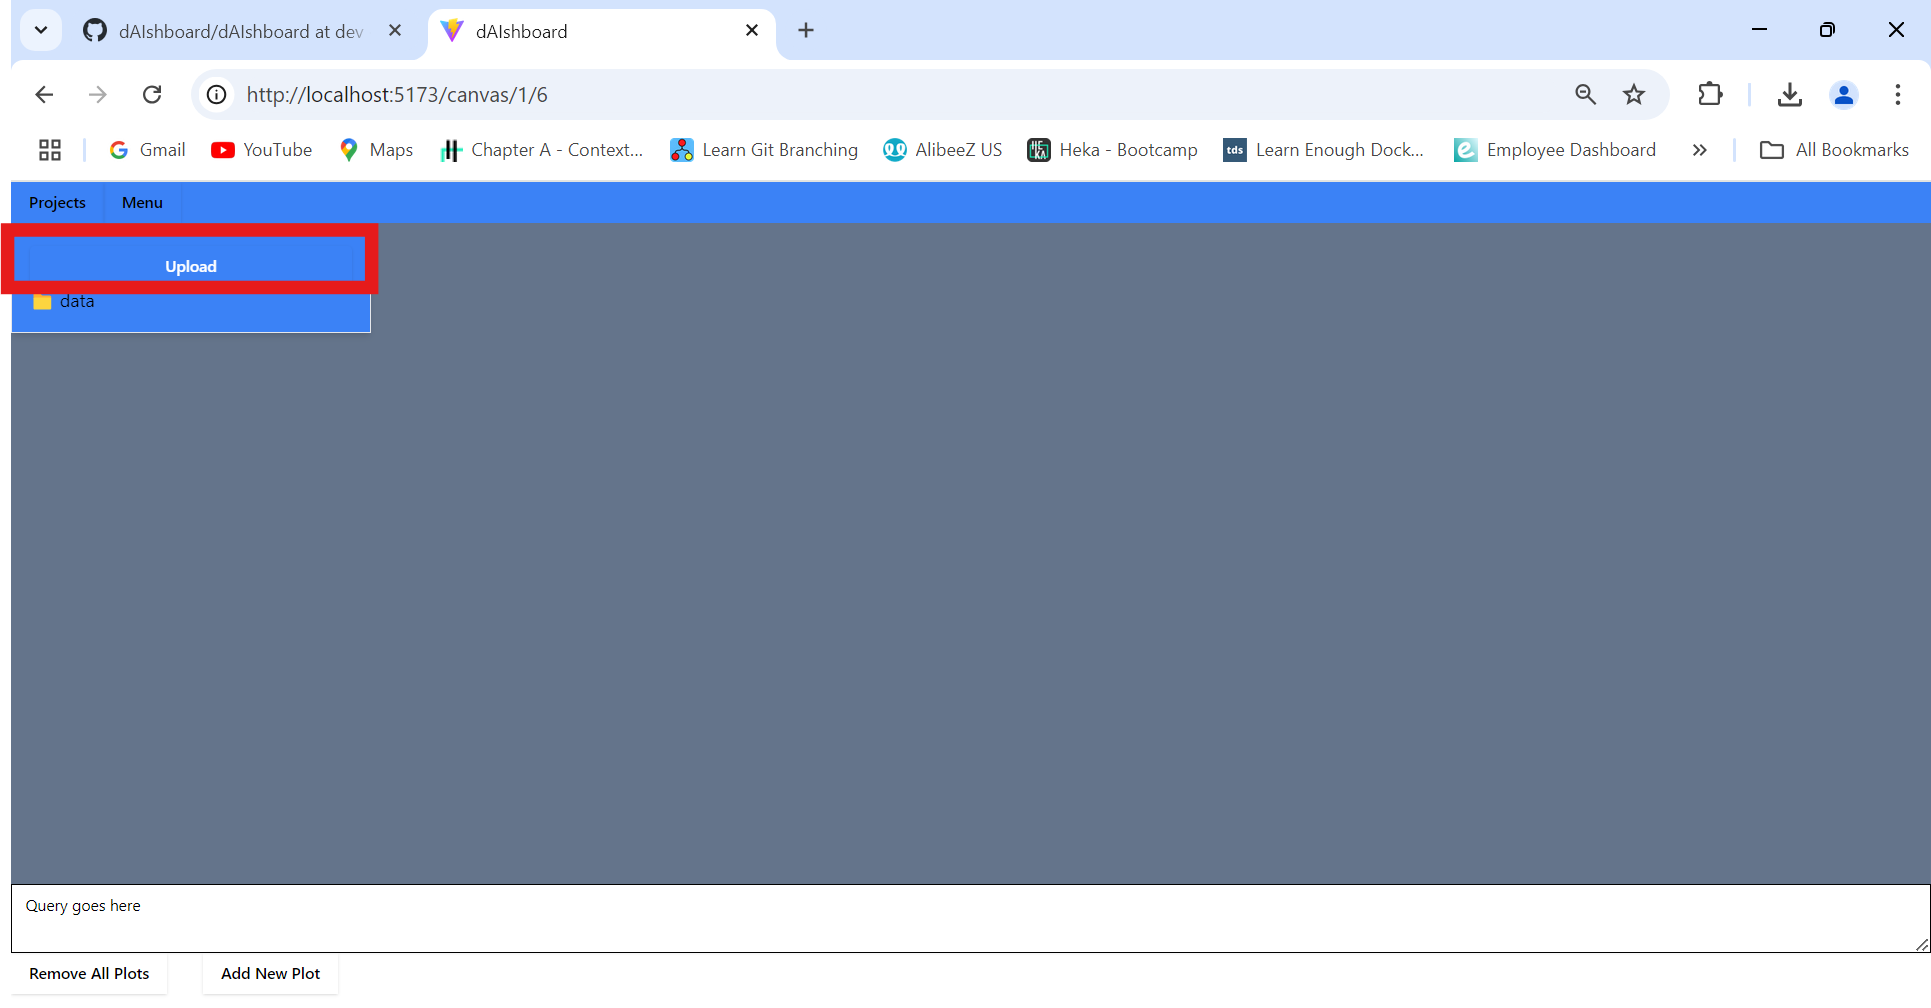 dAIshboard/dAIshboard at dev
dAIshboard
http://localhost:5173/canvas/1/6
Gmail
YouTube
Maps
Chapter A - Context...
Learn Git Branching
AlibeeZ US
Heka - Bootcamp
tds
Learn Enough Dock...
Employee Dashboard
All Bookmarks
Projects
Menu
Upload
data
Query goes here
Remove All Plots
Add New Plot